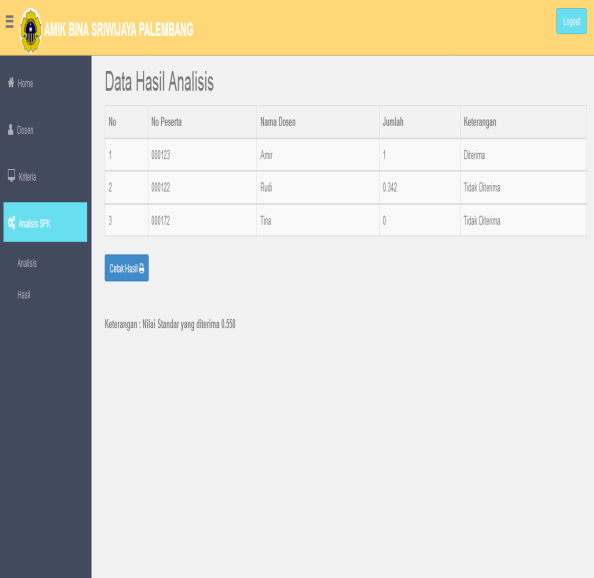 AMIK BINA SRIWIJAYA PALEMBANG
Logout
Home
Dosen
Kriteria
Analisis SPK
Analisis
Hasil
Data Hasil Analisis
No No Peserta Nama Dosen Jumlah Keterangan
1 000123 Amir 1 Diterima
2 000122 Rudi 0.342 Tidak Diterima
3 000172 Tina 0 Tidak Diterima
Cetak Hasil
Keterangan : Nilai Standar yang diterima 0.550